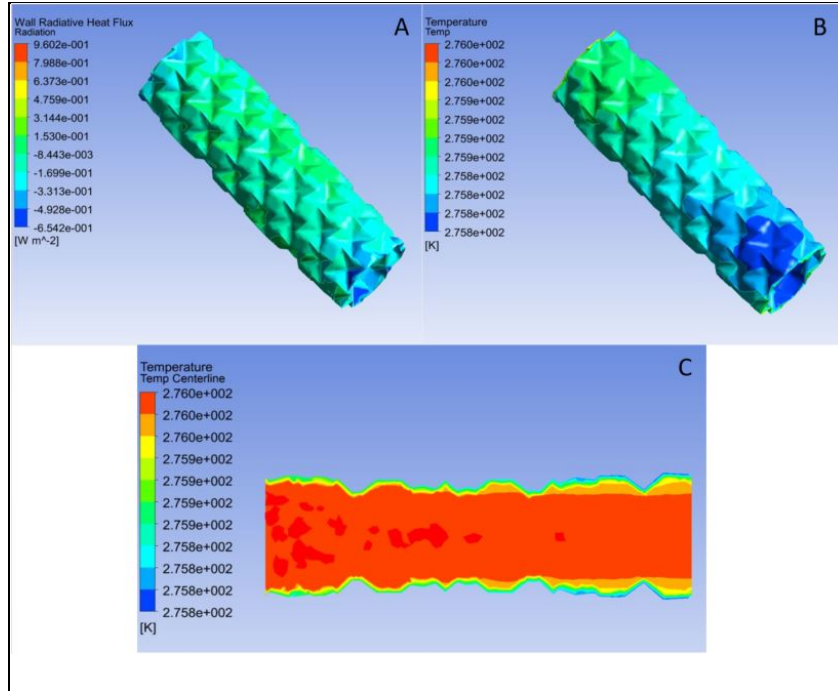 Wall Radiative Heat Flux
Radiation
9.602e-001
7.988e-001
6.373e-001
4.759e-001
3.144e-001
1.530e-001
-8.443e-003
-1.699e-001
-3.313e-001
-4.928e-001
-6.542e-001
[W m^-2]
A
Temperature
Temp
2.760e+002
2.760e+002
2.760e+002
2.759e+002
2.759e+002
2.759e+002
2.759e+002
2.758e+002
2.758e+002
2.758e+002
2.758e+002
[K]
B
Temperature
Temp Centerline
2.760e+002
2.760e+002
2.760e+002
2.759e+002
2.759e+002
2.759e+002
2.759e+002
2.758e+002
2.758e+002
2.758e+002
2.758e+002
[K]
C